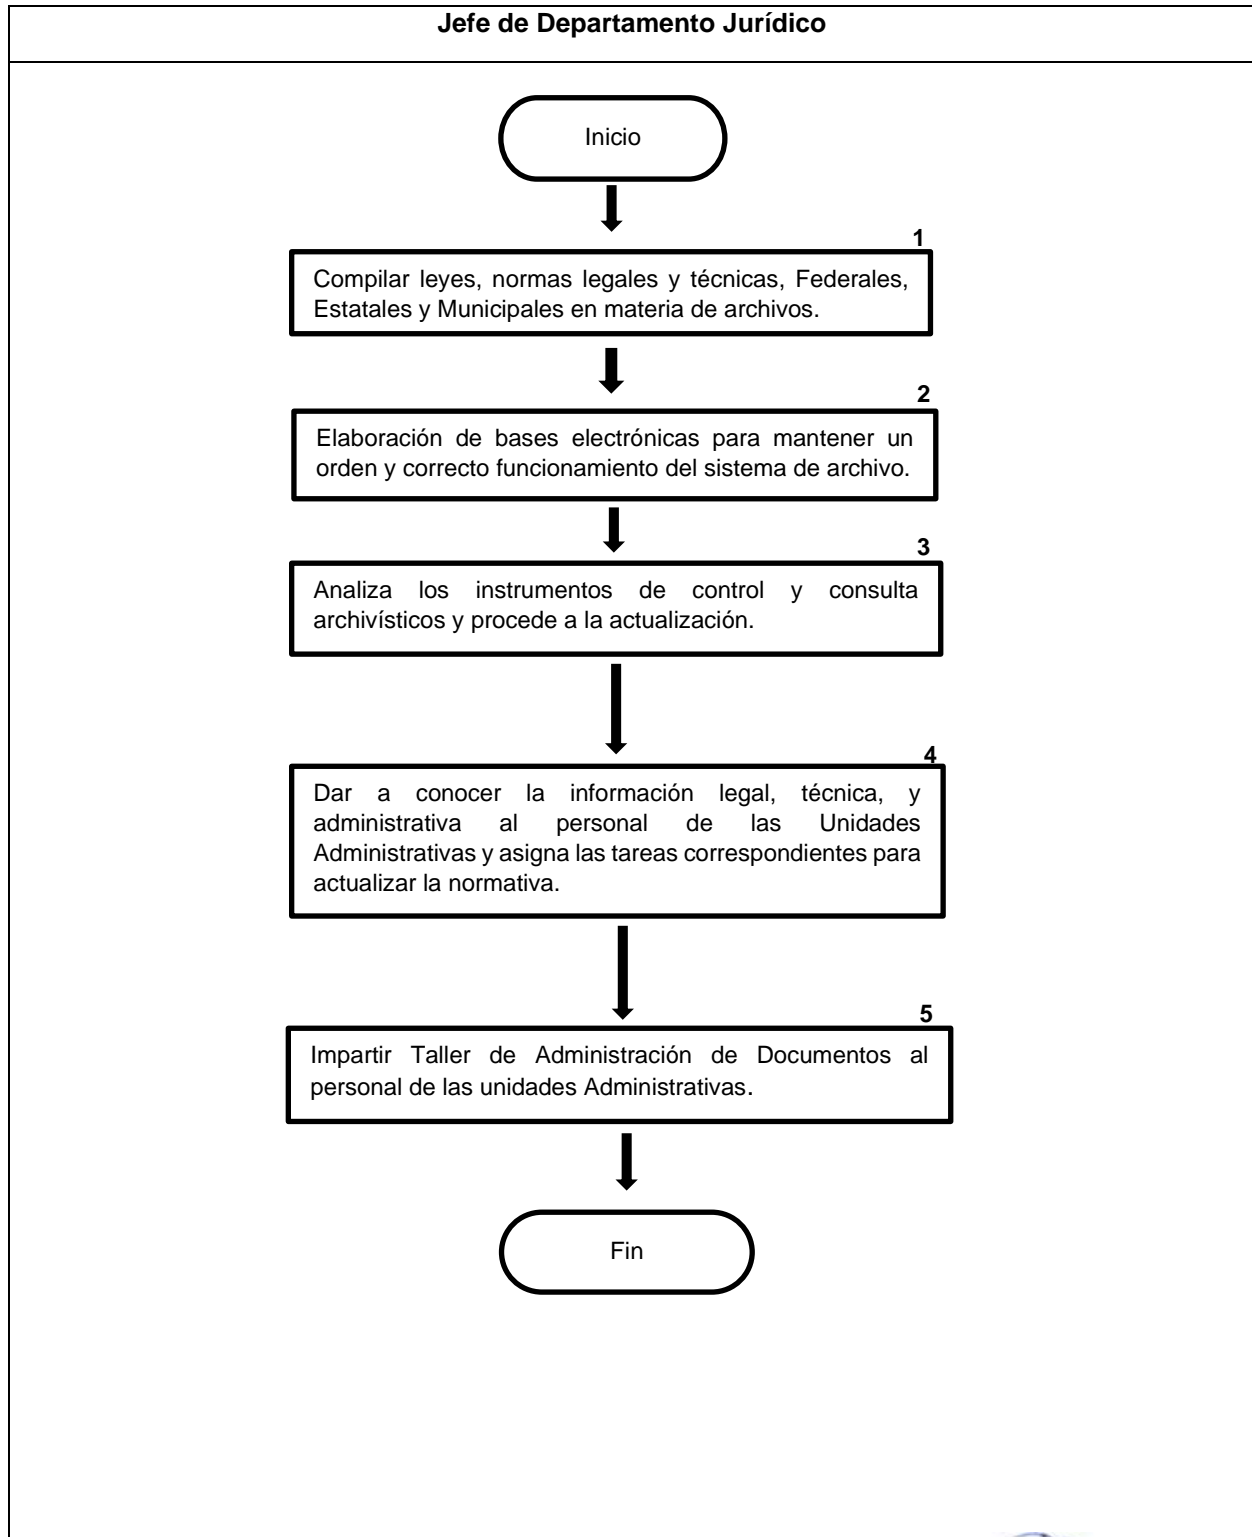 Jefe de Departamento Jurídico
Inicio
1
Compilar leyes, normas legales y técnicas, Federales,
Estatales y Municipales en materia de archivos.
2
Elaboración de bases electrónicas para mantener un
orden y correcto funcionamiento del sistema de archivo.
3
Analiza los instrumentos de control y consulta
archivísticos y procede a la actualización.
4
Dar a conocer la información legal, técnica, y
administrativa al personal de las Unidades
Administrativas y asigna las tareas correspondientes para
actualizar la normativa.
5
Impartir Taller de Administración de Documentos al
personal de las unidades Administrativas.
Fin